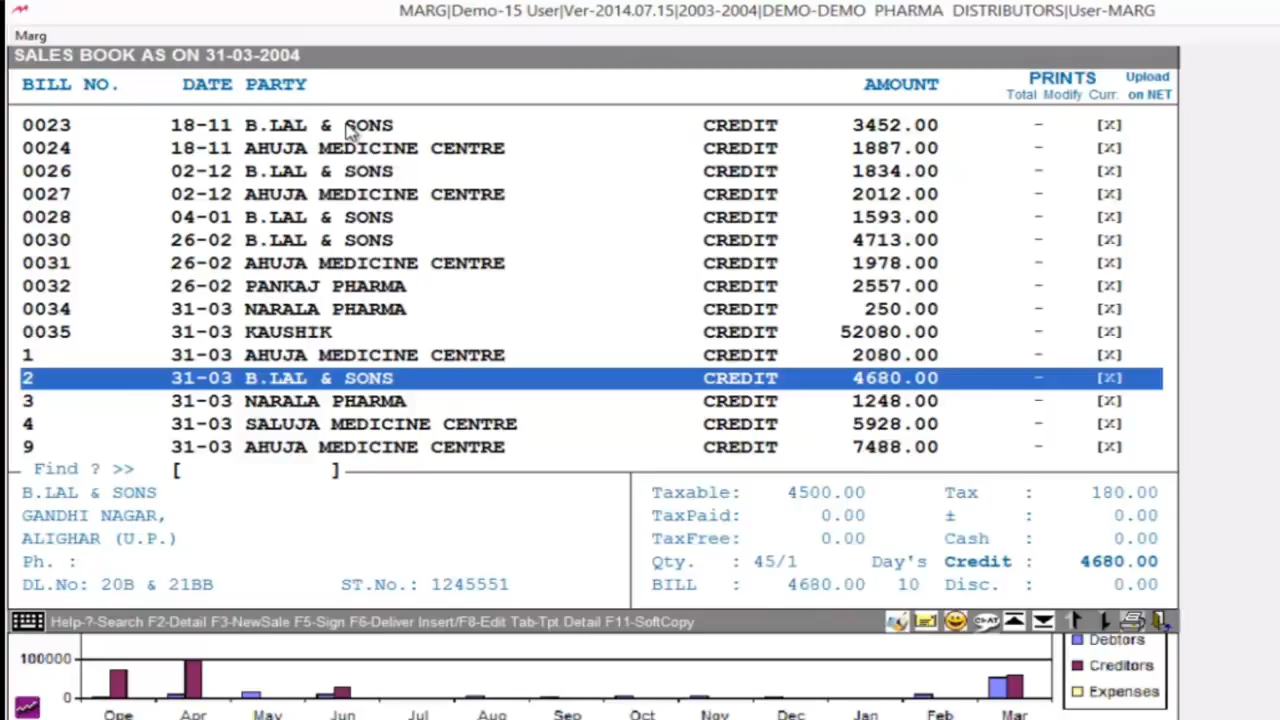 MARG|Demo-15 User|Ver-2014.07.15|2003-2004|DEMO-DEMO PHARMA DISTRIBUTORS|User-MARG
Marg
SALES BOOK AS ON 31-03-2004
BILL NO. DATE PARTY AMOUNT PRINTS Upload
Total Modify Curr. on NET
0023 18-11 B.LAL & SONS CREDIT 3452.00 - [X]
0024 18-11 AHUJA MEDICINE CENTRE CREDIT 1887.00 - [X]
0026 02-12 B.LAL & SONS CREDIT 1834.00 - [X]
0027 02-12 AHUJA MEDICINE CENTRE CREDIT 2012.00 - [X]
0028 04-01 B.LAL & SONS CREDIT 1593.00 - [X]
0030 26-02 B.LAL & SONS CREDIT 4713.00 - [X]
0031 26-02 AHUJA MEDICINE CENTRE CREDIT 1978.00 - [X]
0032 26-02 PANKAJ PHARMA CREDIT 2557.00 - [X]
0034 31-03 NARALA PHARMA CREDIT 250.00 - [X]
0035 31-03 KAUSHIK CREDIT 52080.00 - [X]
1 31-03 AHUJA MEDICINE CENTRE CREDIT 2080.00 - [X]
2 31-03 B.LAL & SONS CREDIT 4680.00 - [X]
3 31-03 NARALA PHARMA CREDIT 1248.00 - [X]
4 31-03 SALUJA MEDICINE CENTRE CREDIT 5928.00 - [X]
9 31-03 AHUJA MEDICINE CENTRE CREDIT 7488.00 - [X]
Find ? >> [ ]
B.LAL & SONS Taxable: 4500.00 Tax : 180.00
GANDHI NAGAR, TaxPaid: 0.00 ± : 0.00
ALIGHAR (U.P.) TaxFree: 0.00 Cash : 0.00
Ph. : Qty. : 45/1 Day's Credit : 4680.00
DL.No: 20B & 21BB ST.No.: 1245551 BILL : 4680.00 10 Disc. : 0.00
Help-?-Search F2-Detail F3-NewSale F5-Sign F6-Deliver Insert/F8-Edit Tab-Tpt Detail F11-SoftCopy CHAT
Debtors
100000 Creditors
0 Expenses
Ope Apr May Jun Jul Aug Sep Oct Nov Dec Jan Feb Mar